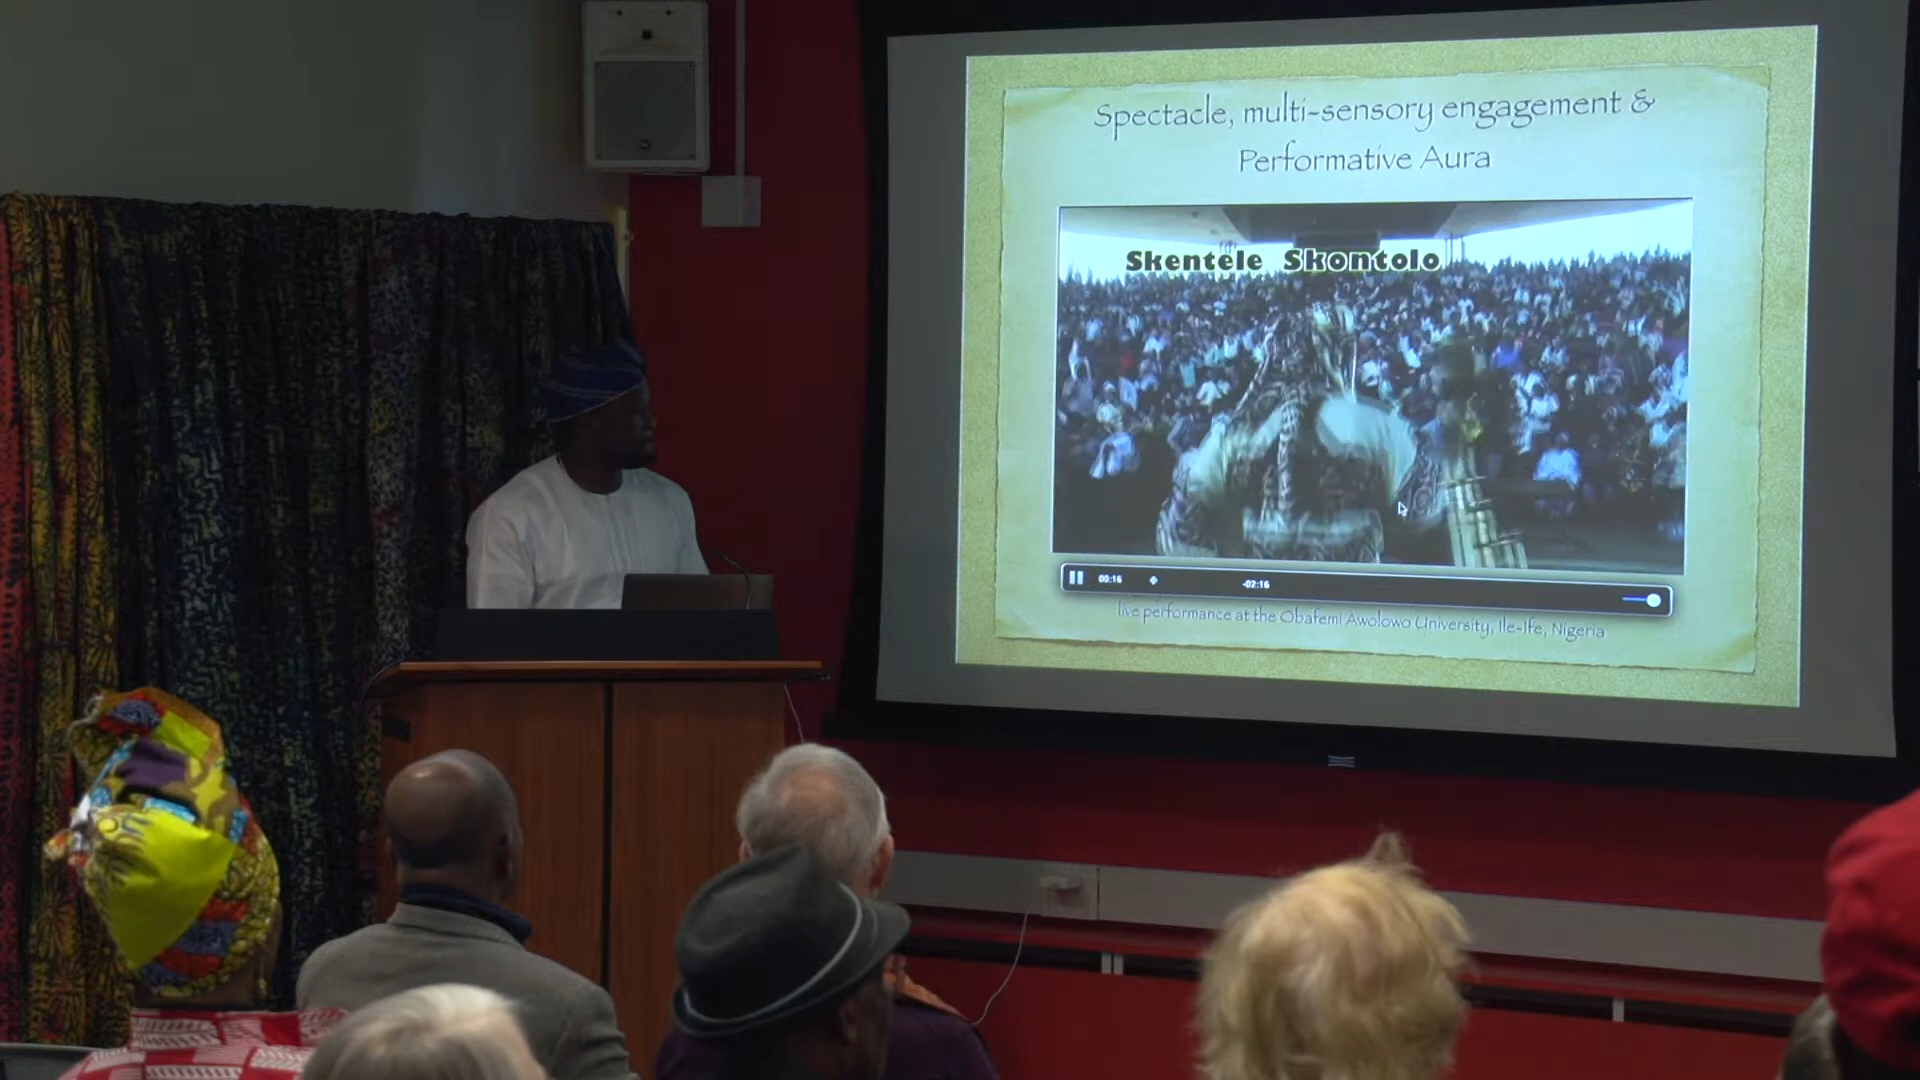 Spectacle, multi-sensory engagement &
Performative Aura
Skentele Skontolo
00:16
-02:16
live performance at the Obafemi Awolowo University, Ile-Ife, Nigeria